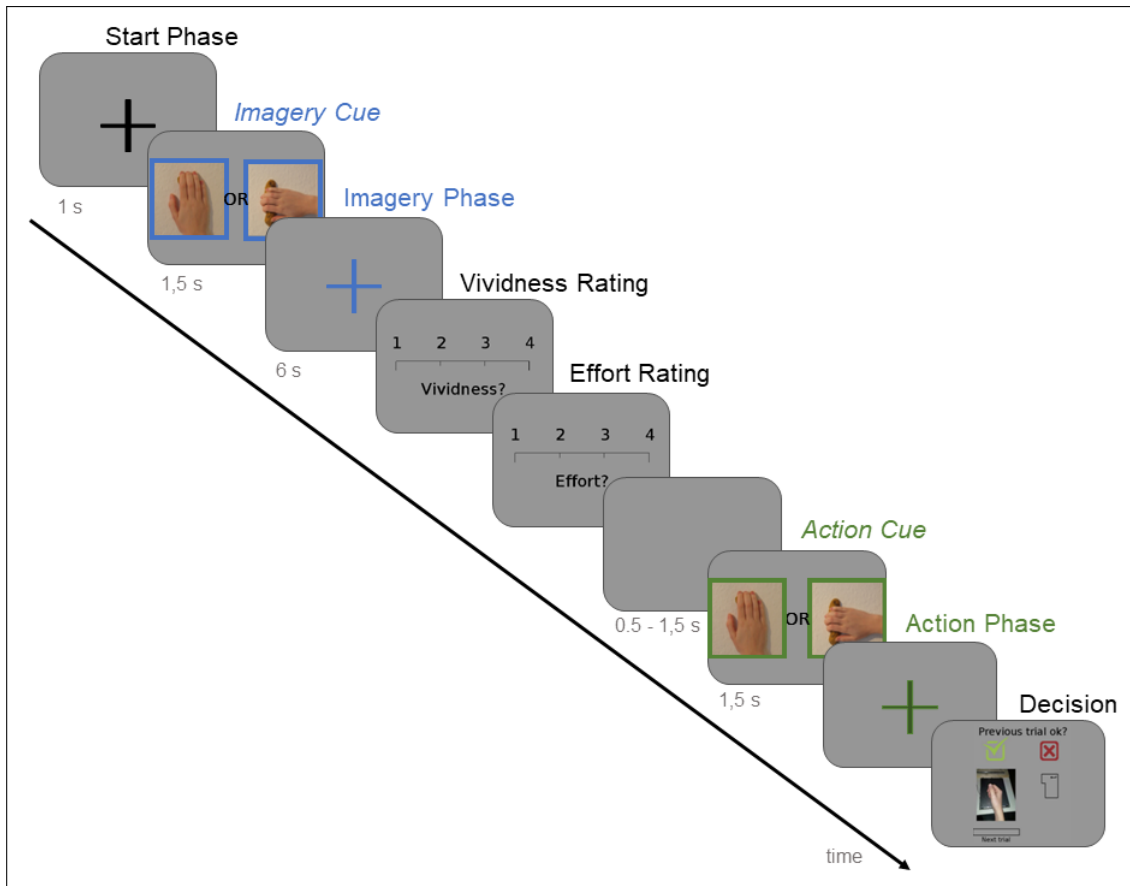 Start Phase
Imagery Cue
OR
Imagery Phase
1 s
1,5 s
Vividness Rating
1 2 3 4
Vividness?
6 s
Effort Rating
1 2 3 4
Effort?
Action Cue
OR
0.5 - 1,5 s
Action Phase
1,5 s
Decision
Previous trial ok?
Next trial
time